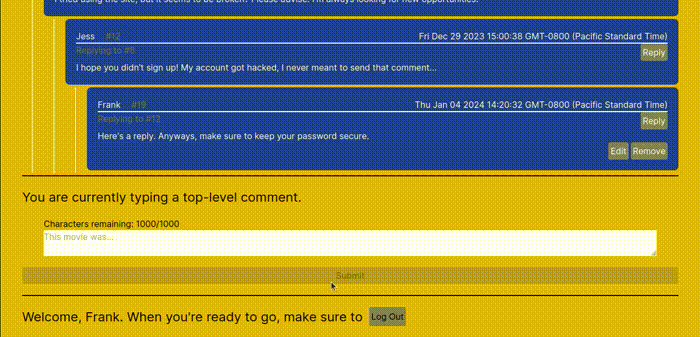 I tried using the site, but it seems to be broken? Please advise. I'm always looking for new opportunities.
Jess #12 Fri Dec 29 2023 15:00:38 GMT-0800 (Pacific Standard Time)
Replying to #6 Reply
I hope you didn't sign up! My account got hacked, I never meant to send that comment...
Frank #19 Thu Jan 04 2024 14:20:32 GMT-0800 (Pacific Standard Time)
Replying to #12 Reply
Here's a reply. Anyways, make sure to keep your password secure.
Edit Remove
You are currently typing a top-level comment.
Characters remaining: 1000/1000
This movie was...
Submit
Welcome, Frank. When you're ready to go, make sure to Log Out